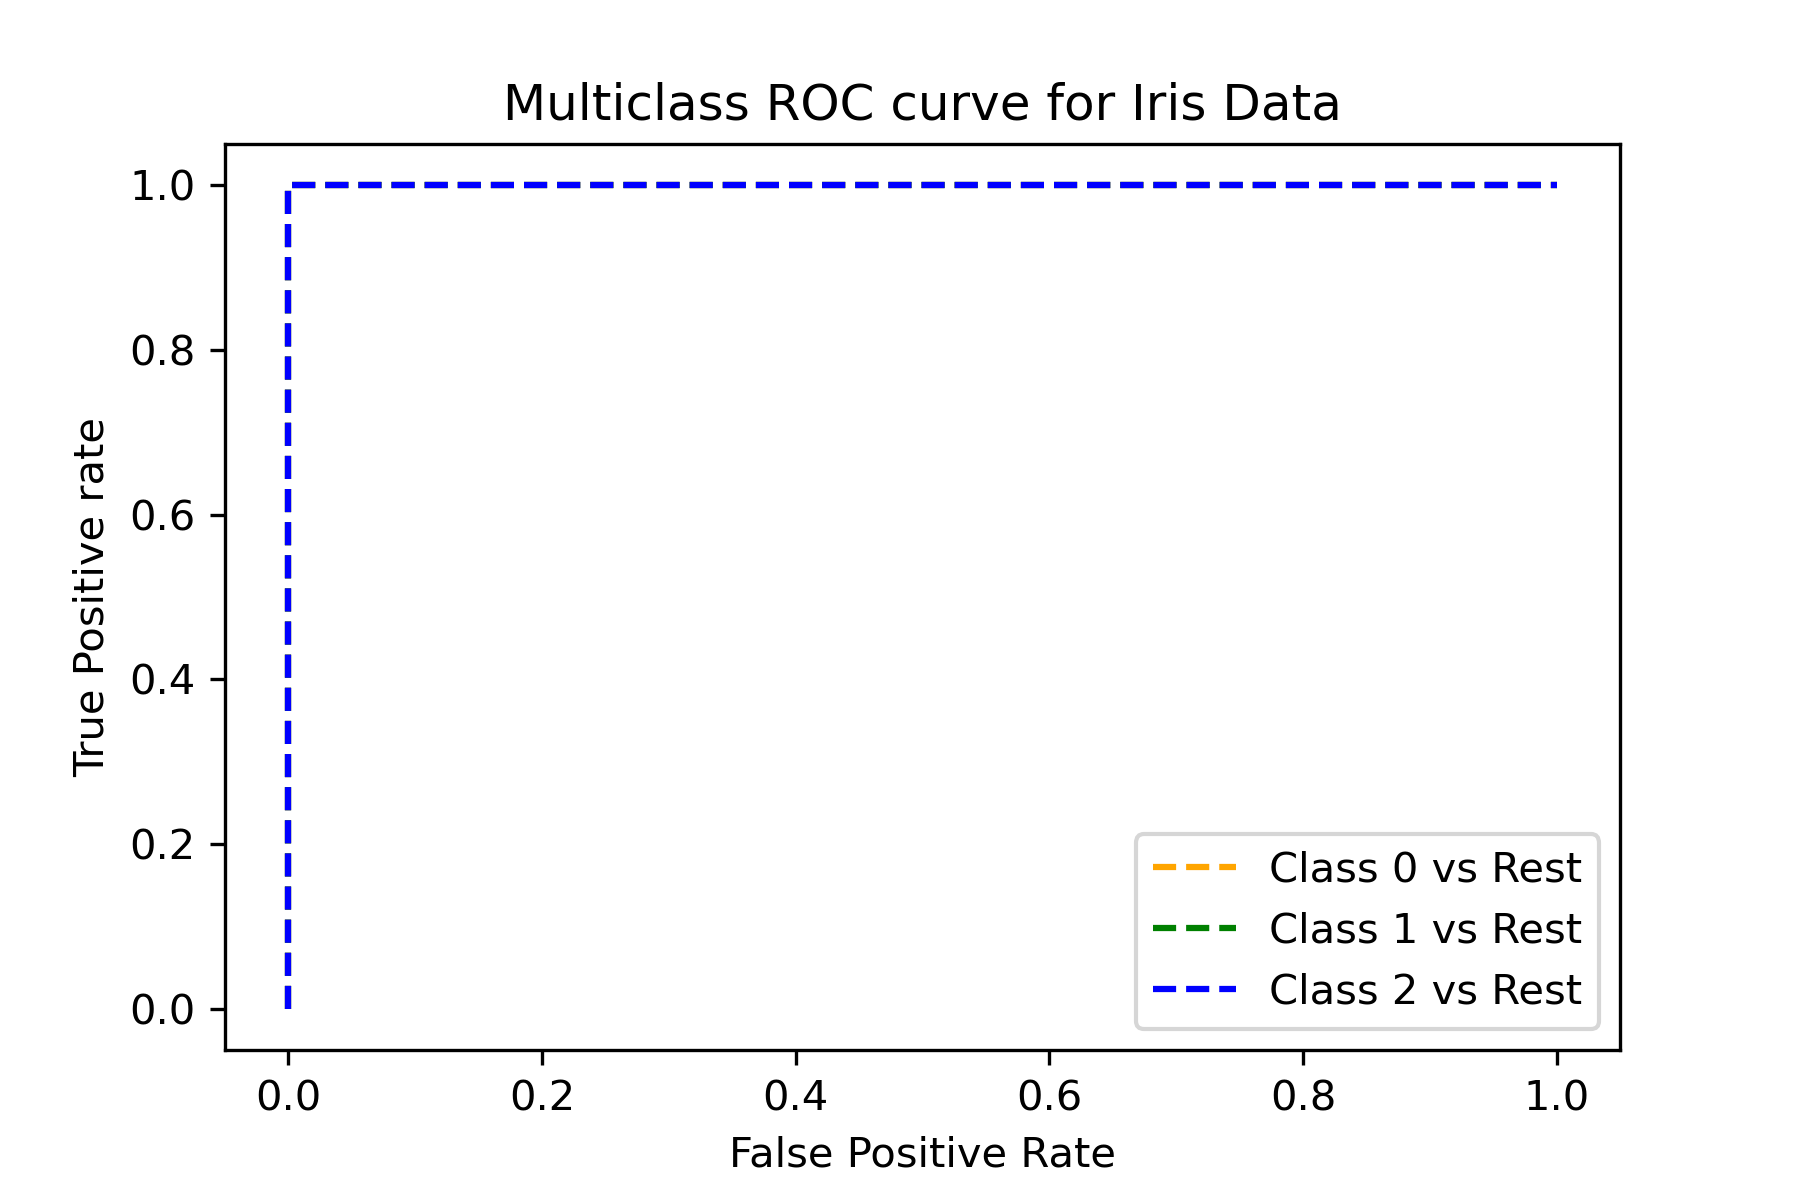 Multiclass ROC curve for Iris Data
True Positive rate
1.0
0.8
0.6
0.4
0.2
0.0
Class 0 vs Rest
Class 1 vs Rest
Class 2 vs Rest
0.0 0.2 0.4 0.6 0.8 1.0
False Positive Rate